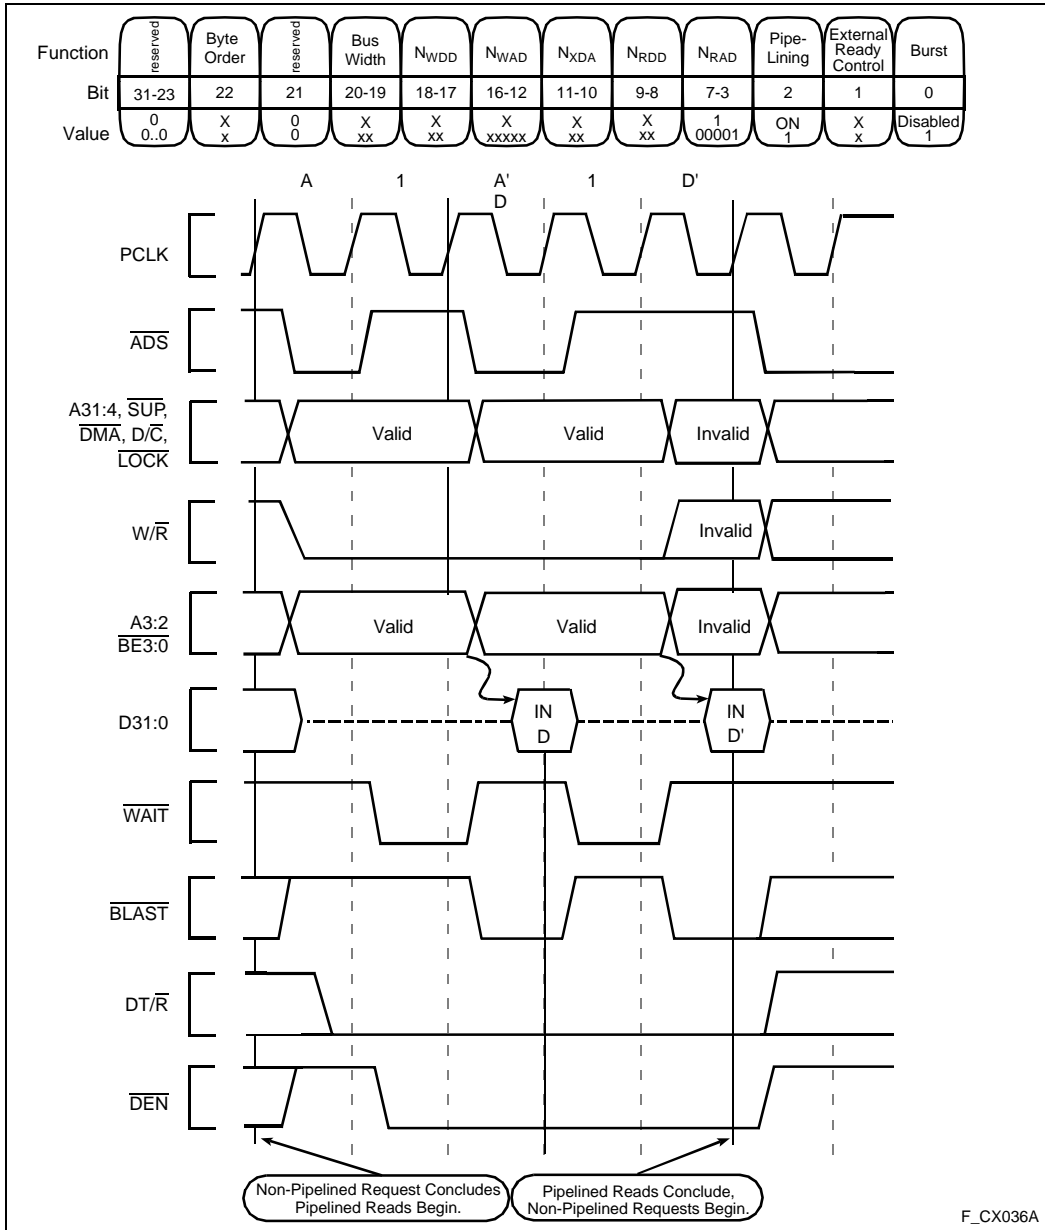 Function reserved Byte Order reserved Bus Width NWDD NWAD NXDA NRDD NRAD Pipe-Lining External Ready Control Burst
Bit 31-23 22 21 20-19 18-17 16-12 11-10 9-8 7-3 2 1 0
Value 0 X 0 X X X X X 1 ON X Disabled
0..0 x 0 xx xx xxxxx xx xx 00001 1 x 1
A 1 A' 1 D'
D
PCLK
ADS
A31:4, SUP,
DMA, D/C,
LOCK
Valid Valid Invalid
W/R
Invalid
A3:2
BE3:0
Valid Valid Invalid
D31:0
IN IN
D D'
WAIT
BLAST
DT/R
DEN
Non-Pipelined Request Concludes
Pipelined Reads Begin.
Pipelined Reads Conclude,
Non-Pipelined Requests Begin.
F_CX036A